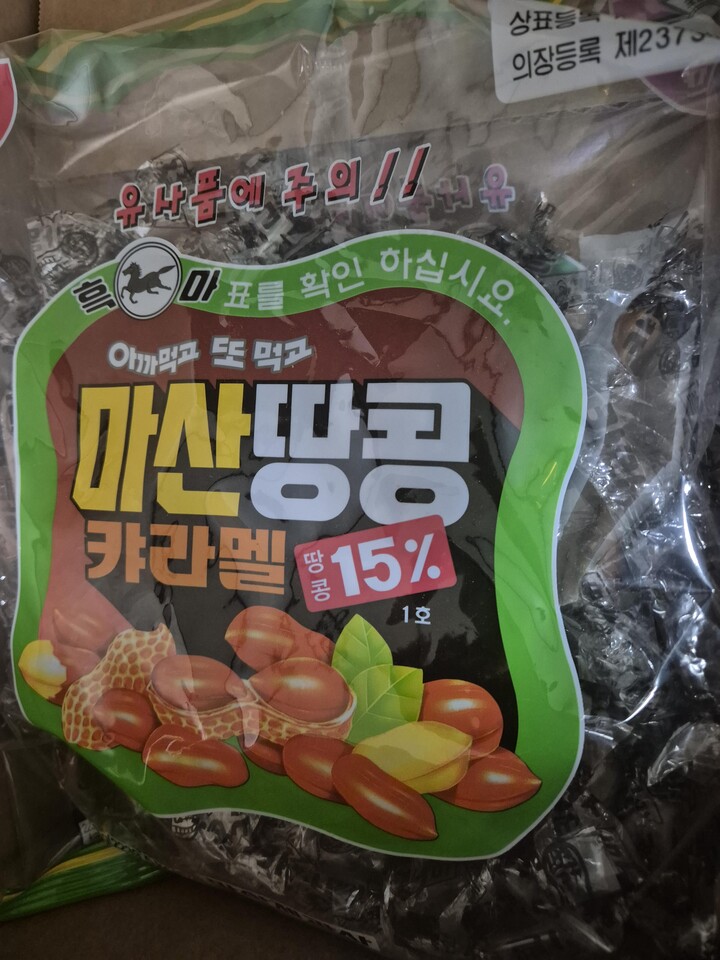 상표등록
의장등록 제2373
유사품에 주의!!
흑마표를 확인 하십시요.
아까먹고 또 먹고
마산땅콩
캬라멜
땅콩 15%
1호